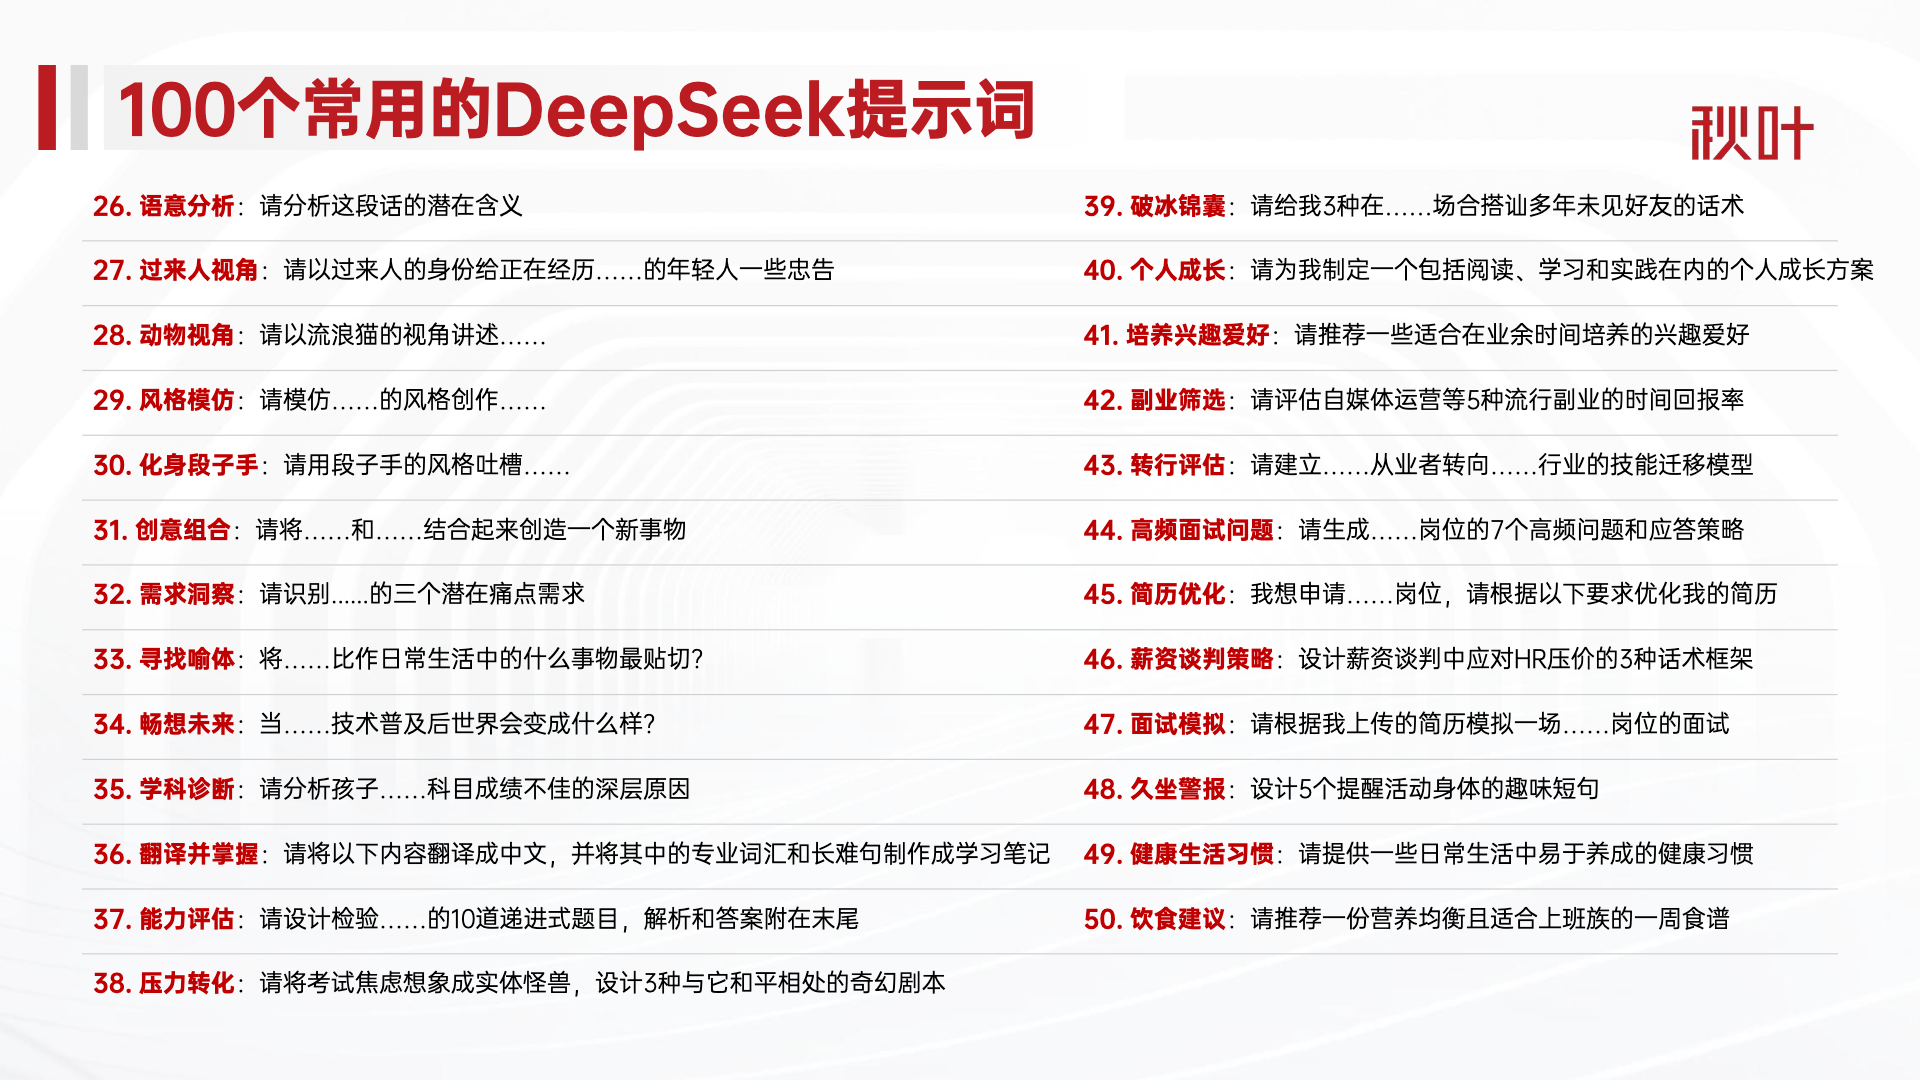 100个常用的DeepSeek提示词
秋叶
26. 语意分析：请分析这段话的潜在含义
27. 过来人视角：请以过来人的身份给正在经历……的年轻人一些忠告
28. 动物视角：请以流浪猫的视角讲述……
29. 风格模仿：请模仿……的风格创作……
30. 化身段子手：请用段子手的风格吐槽……
31. 创意组合：请将……和……结合起来创造一个新事物
32. 需求洞察：请识别......的三个潜在痛点需求
33. 寻找喻体：将……比作日常生活中的什么事物最贴切？
34. 畅想未来：当……技术普及后世界会变成什么样？
35. 学科诊断：请分析孩子……科目成绩不佳的深层原因
36. 翻译并掌握：请将以下内容翻译成中文，并将其中的专业词汇和长难句制作成学习笔记
37. 能力评估：请设计检验……的10道递进式题目，解析和答案附在末尾
38. 压力转化：请将考试焦虑想象成实体怪兽，设计3种与它和平相处的奇幻剧本
39. 破冰锦囊：请给我3种在……场合搭讪多年未见好友的话术
40. 个人成长：请为我制定一个包括阅读、学习和实践在内的个人成长方案
41. 培养兴趣爱好：请推荐一些适合在业余时间培养的兴趣爱好
42. 副业筛选：请评估自媒体运营等5种流行副业的时间回报率
43. 转行评估：请建立……从业者转向……行业的技能迁移模型
44. 高频面试问题：请生成……岗位的7个高频问题和应答策略
45. 简历优化：我想申请……岗位，请根据以下要求优化我的简历
46. 薪资谈判策略：设计薪资谈判中应对HR压价的3种话术框架
47. 面试模拟：请根据我上传的简历模拟一场……岗位的面试
48. 久坐警报：设计5个提醒活动身体的趣味短句
49. 健康生活习惯：请提供一些日常生活中易于养成的健康习惯
50. 饮食建议：请推荐一份营养均衡且适合上班族的一周食谱